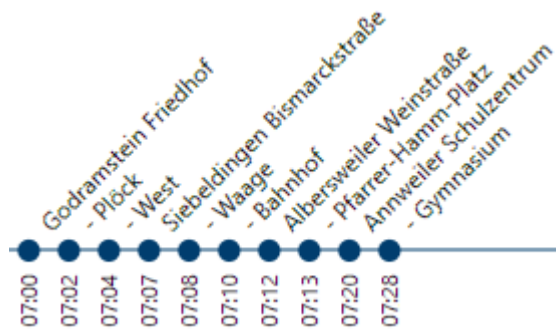 Godramstein Friedhof
- Plöck
- West
Siebeldingen Bismarckstraße
- Waage
- Bahnhof
Albersweiler Weinstraße
- Pfarrer-Hamm-Platz
Annweiler Schulzentrum
- Gymnasium
07:00
07:02
07:04
07:07
07:08
07:10
07:12
07:13
07:20
07:28